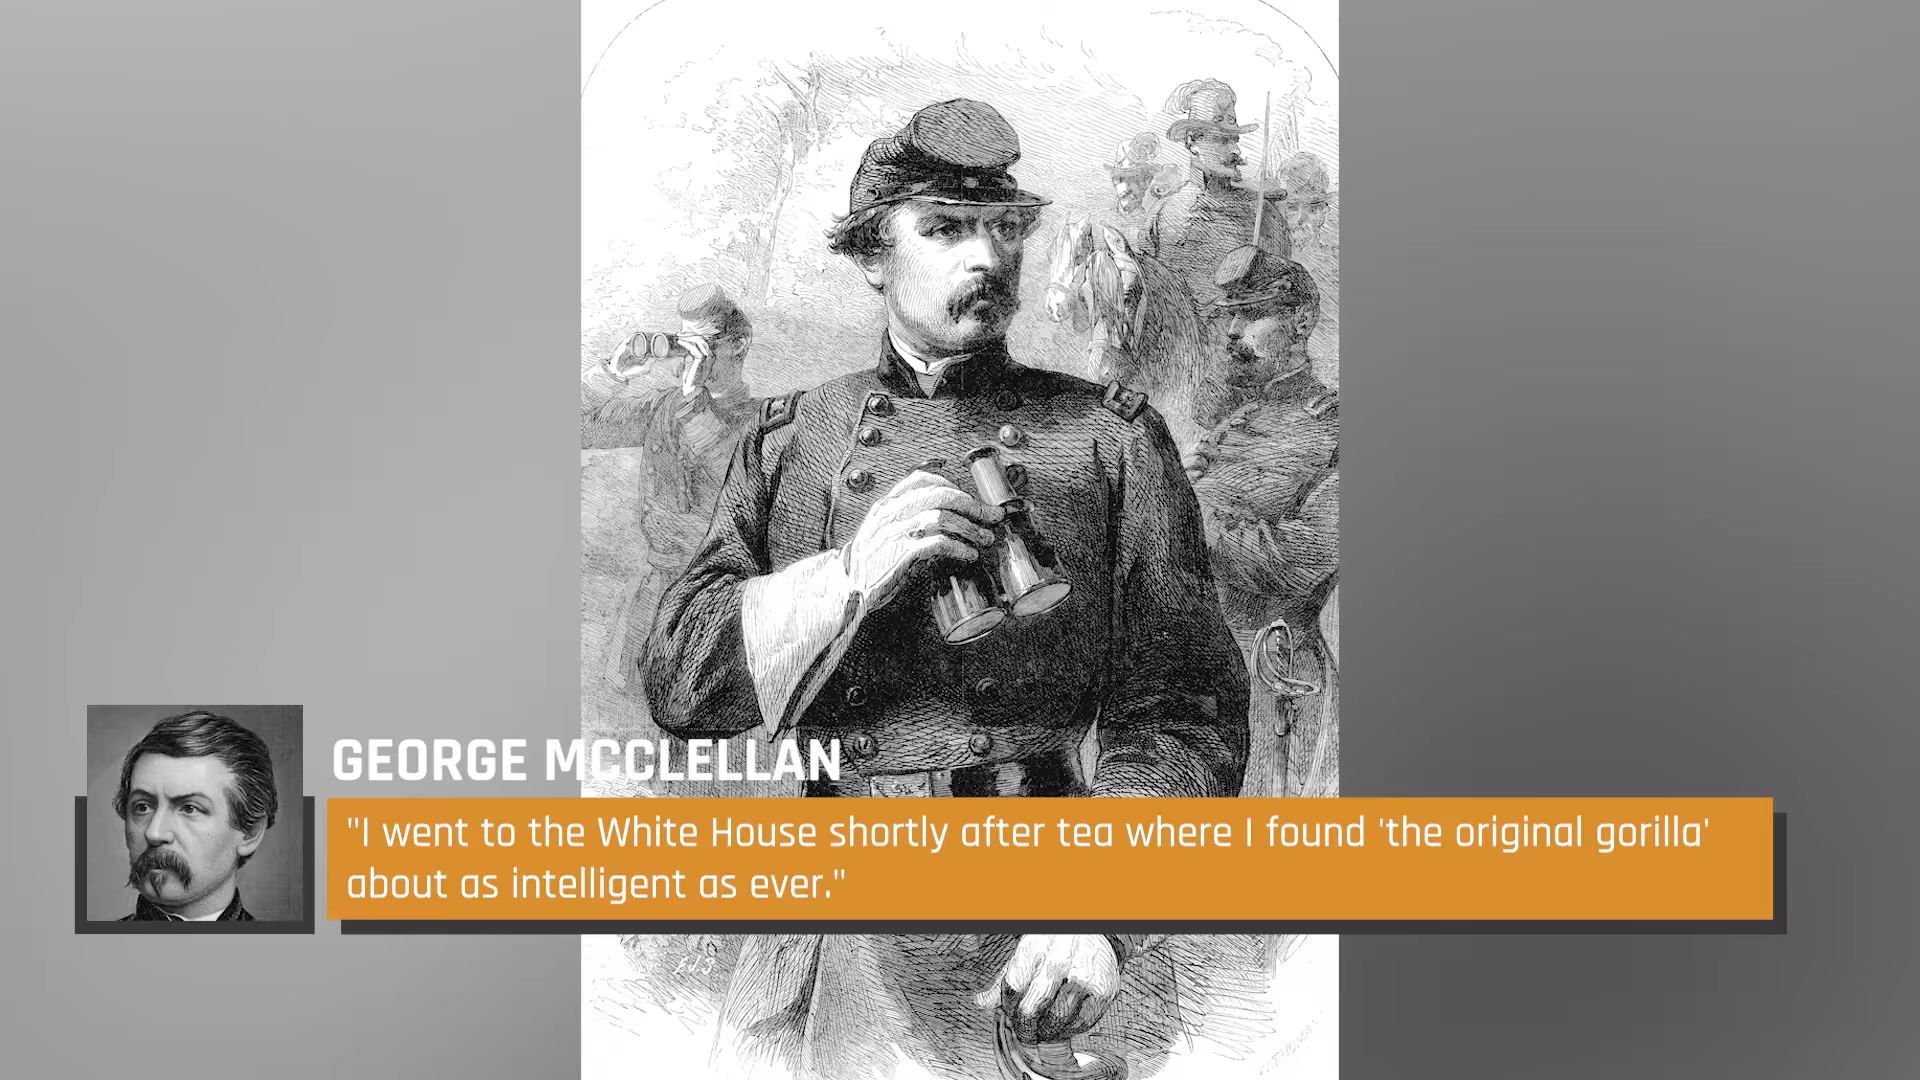 GEORGE MCCLELLAN
"I went to the White House shortly after tea where I found 'the original gorilla'
about as intelligent as ever."